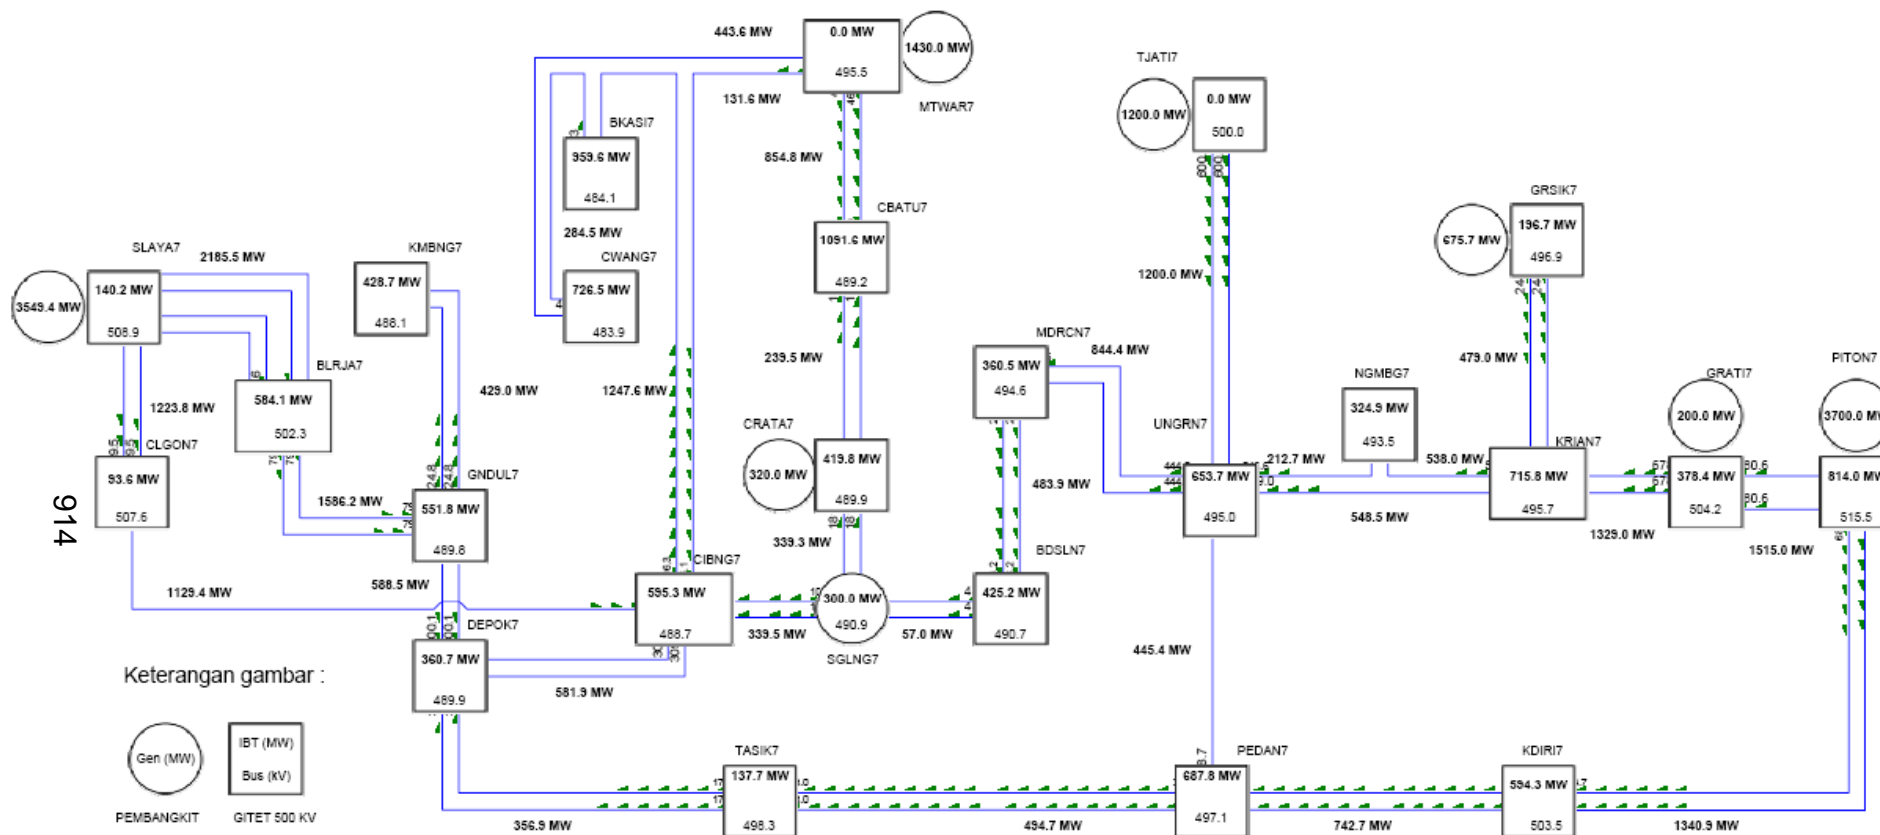 443.6 MW
0.0 MW
495.5
1430.0 MW
MTWAR7
131.6 MW
TJATI7
1200.0 MW
0.0 MW
500.0
BKASI7
959.6 MW
484.1
854.8 MW
CBATU7
1091.6 MW
489.2
GRSIK7
675.7 MW
196.7 MW
496.9
SLAYA7
2185.5 MW
3549.4 MW
140.2 MW
508.9
KMBNG7
428.7 MW
488.1
284.5 MW
CWANG7
726.5 MW
483.9
1200.0 MW
MDRCN7
844.4 MW
360.5 MW
494.6
239.5 MW
479.0 MW
NGMBG7
324.9 MW
493.5
GRATI7
200.0 MW
PITON7
3700.0 MW
BLRJA7
584.1 MW
502.3
1223.8 MW
429.0 MW
1247.6 MW
CRATA7
320.0 MW
419.8 MW
489.9
UNGRN7
653.7 MW
495.0
212.7 MW
538.0 MW
KRIAN7
715.8 MW
495.7
378.4 MW
504.2
80.6
80.6
814.0 MW
515.5
CLGON7
93.6 MW
507.6
914
1586.2 MW
GNDUL7
24.8
24.8
551.8 MW
489.8
483.9 MW
548.5 MW
1329.0 MW
1515.0 MW
339.3 MW
CIBNG7
595.3 MW
488.7
BDSLN7
425.2 MW
490.7
588.5 MW
1129.4 MW
DEPOK7
360.7 MW
489.9
300.0 MW
490.9
SGLNG7
339.5 MW
57.0 MW
581.9 MW
445.4 MW
Keterangan gambar :
Gen (MW)
IBT (MW)
Bus (kV)
PEMBANGKIT
GITET 500 KV
TASIK7
137.7 MW
498.3
PEDAN7
687.8 MW
497.1
KDIRI7
594.3 MW
503.5
356.9 MW
494.7 MW
742.7 MW
1340.9 MW